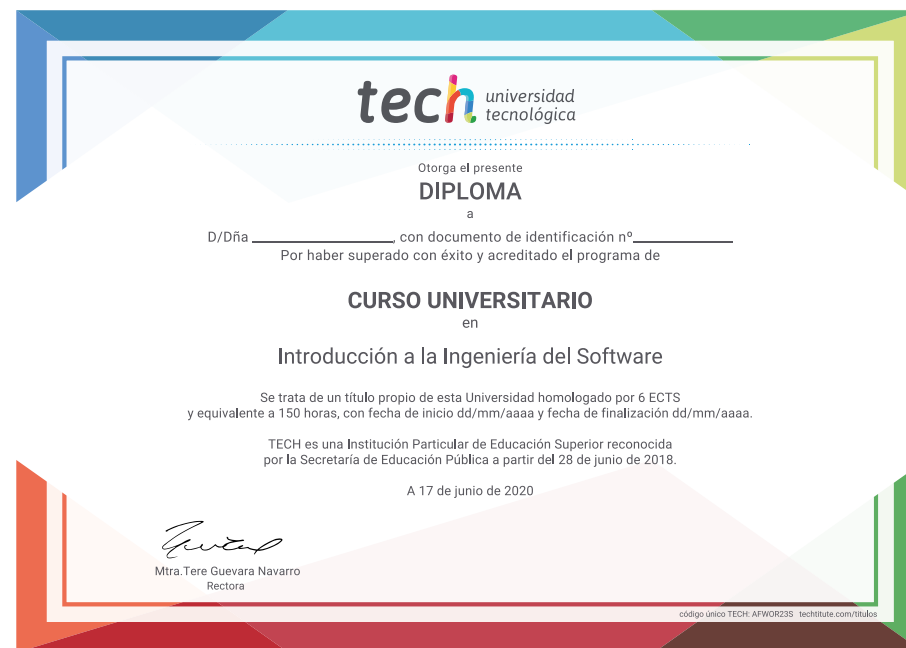 tech universidad
tecnológica
Otorga el presente
DIPLOMA
a
D/Dña ____________________, con documento de identificación nº______________
Por haber superado con éxito y acreditado el programa de
CURSO UNIVERSITARIO
en
Introducción a la Ingeniería del Software
Se trata de un título propio de esta Universidad homologado por 6 ECTS
y equivalente a 150 horas, con fecha de inicio dd/mm/aaaa y fecha de finalización dd/mm/aaaa.
TECH es una Institución Particular de Educación Superior reconocida
por la Secretaría de Educación Pública a partir del 28 de junio de 2018.
A 17 de junio de 2020
Mtra.Tere Guevara Navarro
Rectora
código único TECH: AFWOR23S techtitute.com/titulos